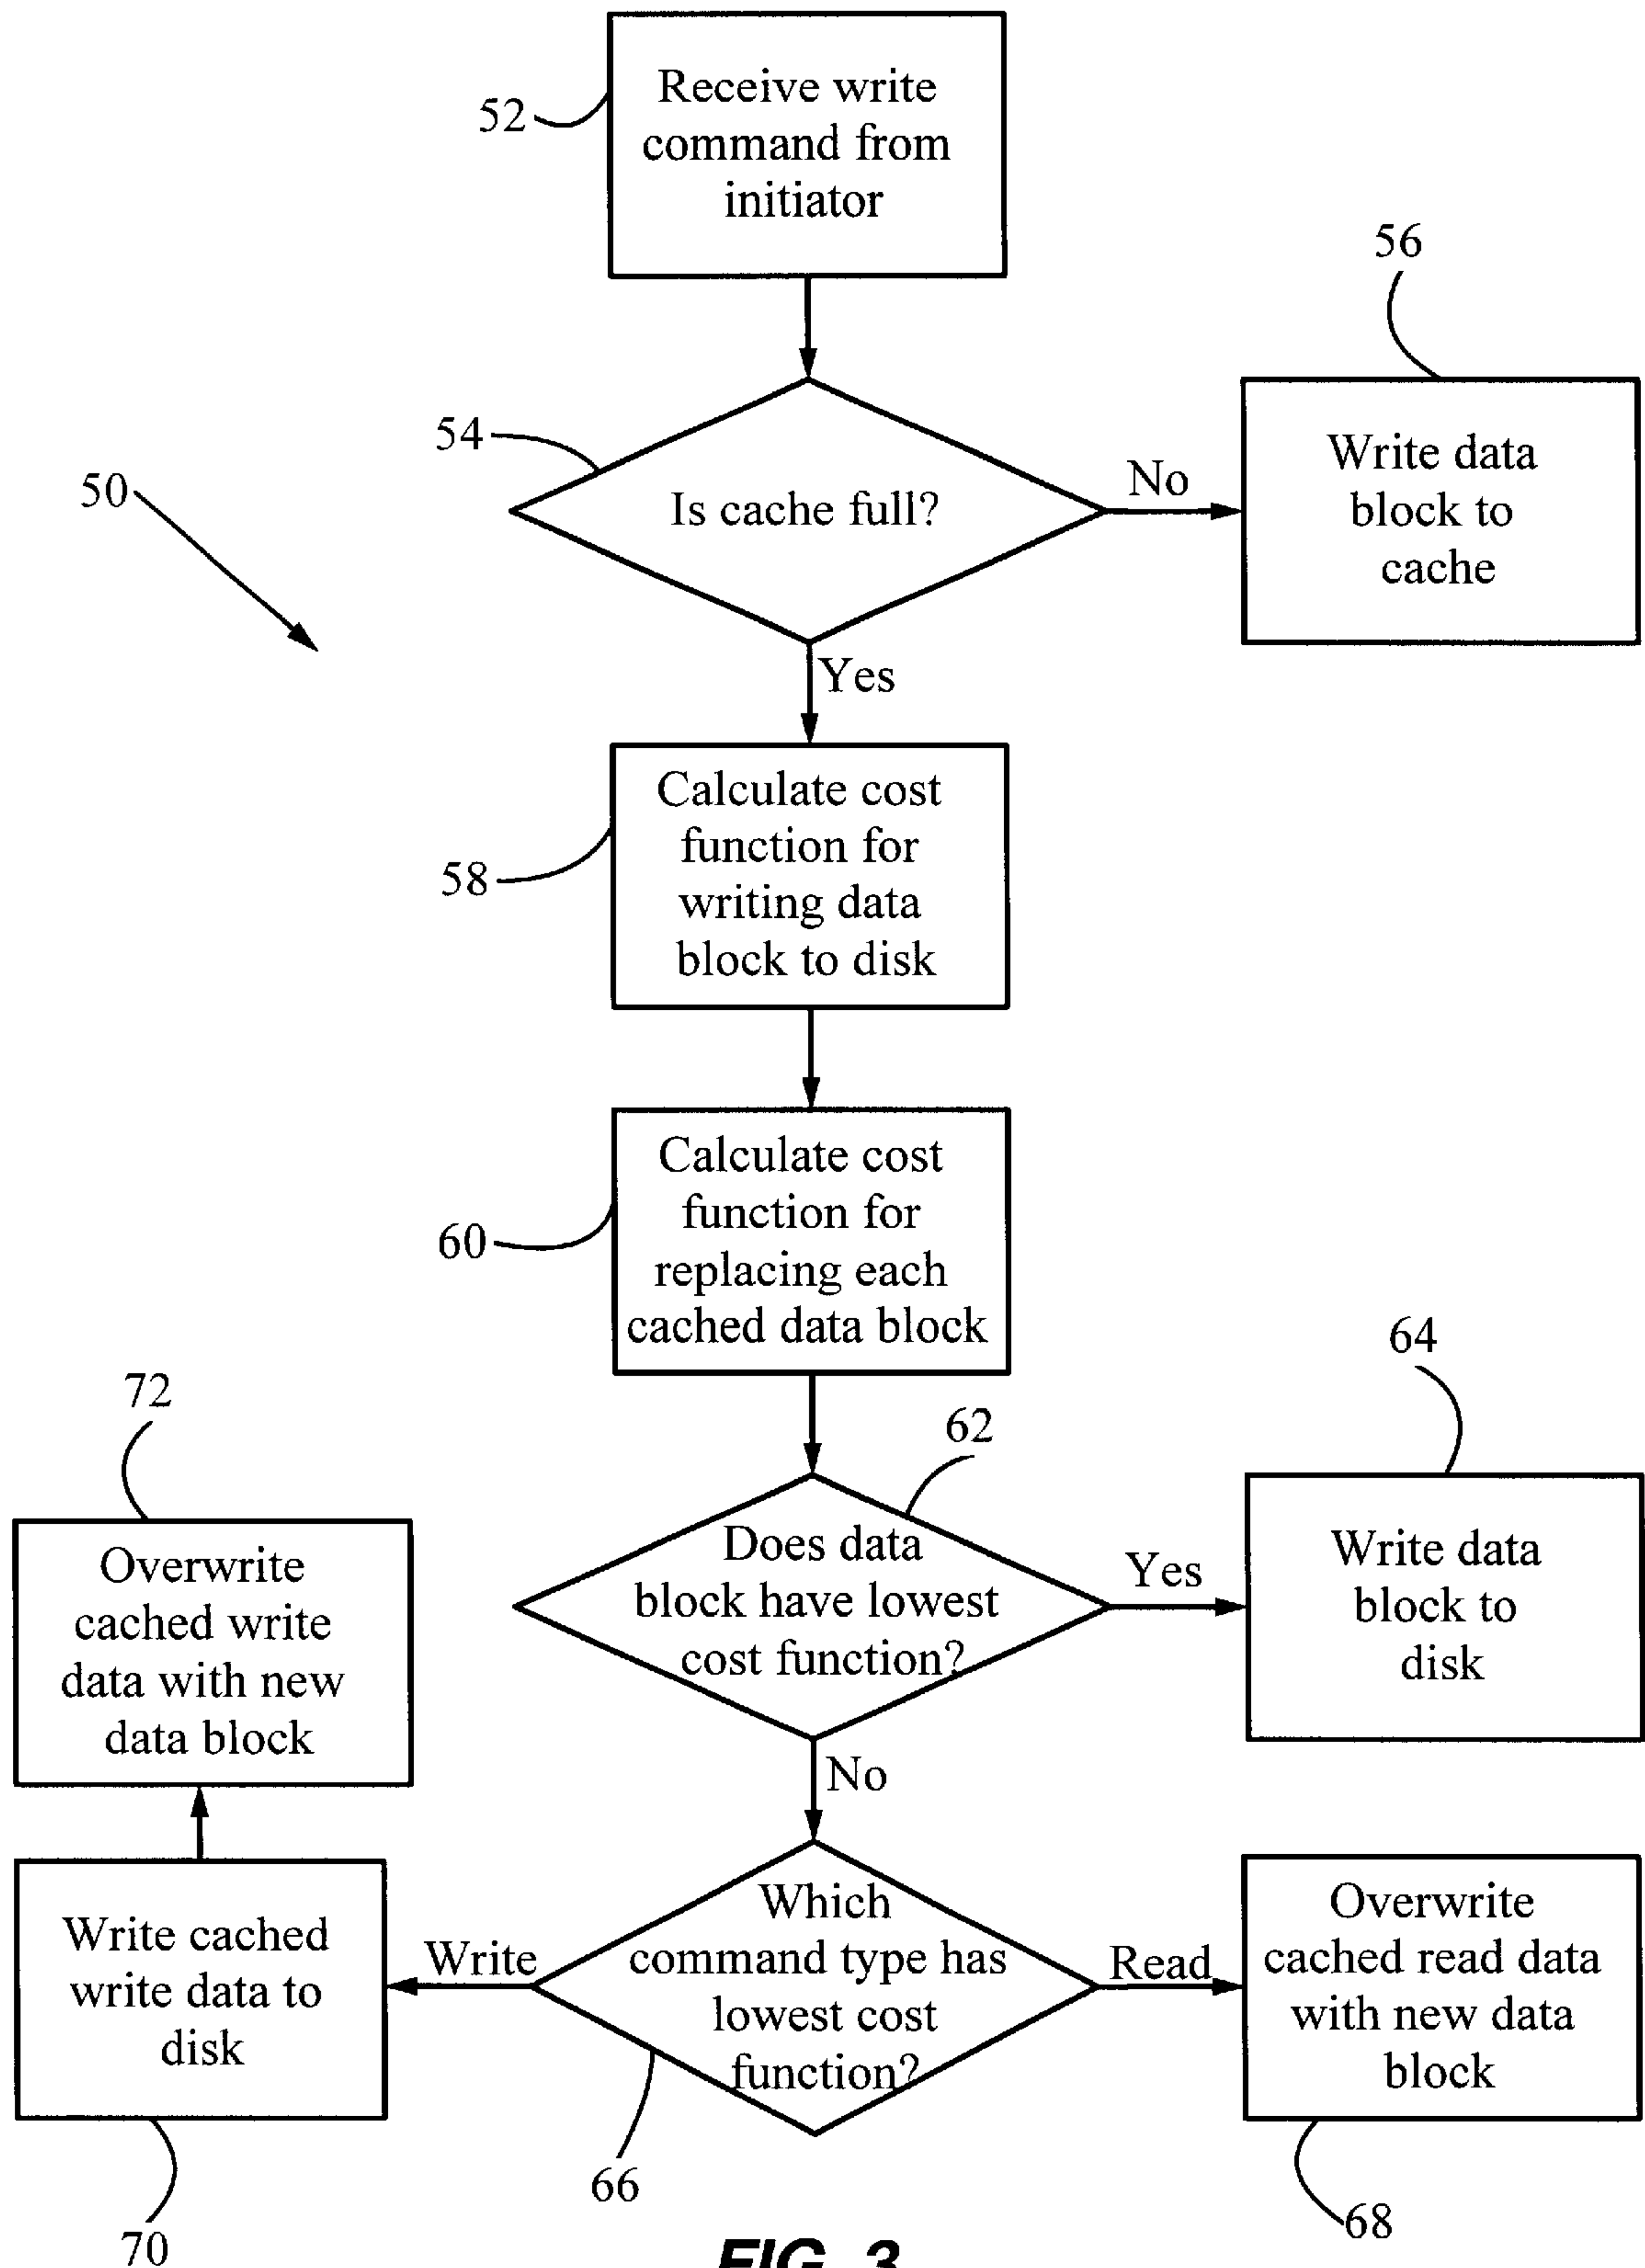 Receive write
command from
initiator
52
56
54
Is cache full?
No
Write data
block to
cache
50
Yes
Calculate cost
function for
writing data
block to disk
58
Calculate cost
function for
replacing each
cached data block
60
64
72
62
Overwrite
cached write
data with new
data block
Does data
block have lowest
cost function?
Yes
Write data
block to
disk
No
Write cached
write data to
disk
Write
Which
command type has
lowest cost
function?
Read
Overwrite
cached read data
with new data
block
66
70
68
FIG. 3